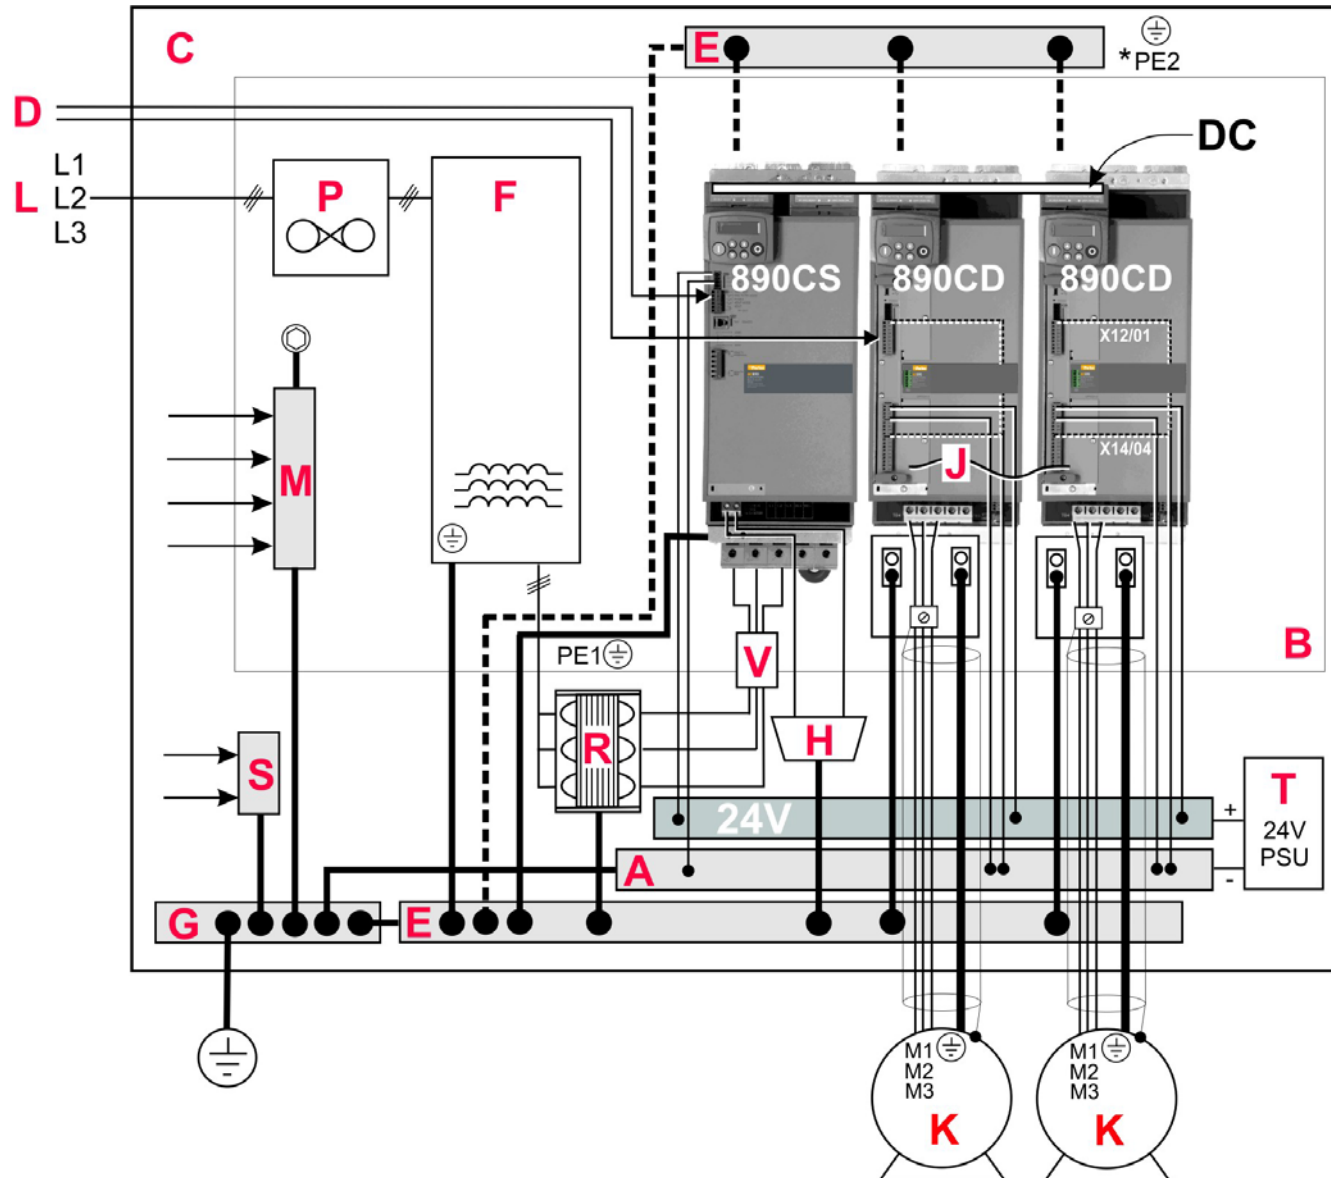 C
E
*PE2
D
DC
L1
L L2
L3
P
F
890CS
890CD
890CD
X12/01
M
J
X14/04
PE1
V
B
R
H
S
24V
+
T
24V
PSU
A
-
G
E
M1
M2
M3
K
M1
M2
M3
K